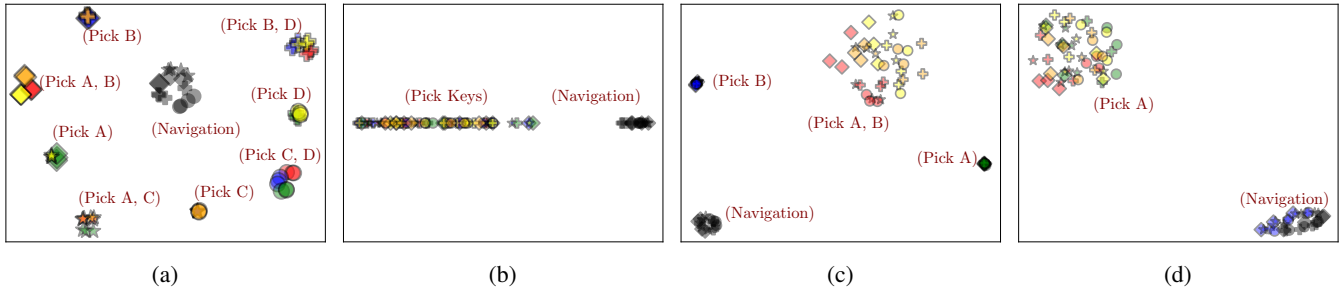 (Pick B)
(Pick B, D)
(Pick A, B)
(Pick D)
(Navigation)
(Pick A)
(Pick C, D)
(Pick C)
(Pick A, C)
(a)
(Pick Keys)
(Navigation)
(b)
(Pick B)
(Pick A, B)
(Pick A)
(Navigation)
(c)
(Pick A)
(Navigation)
(d)